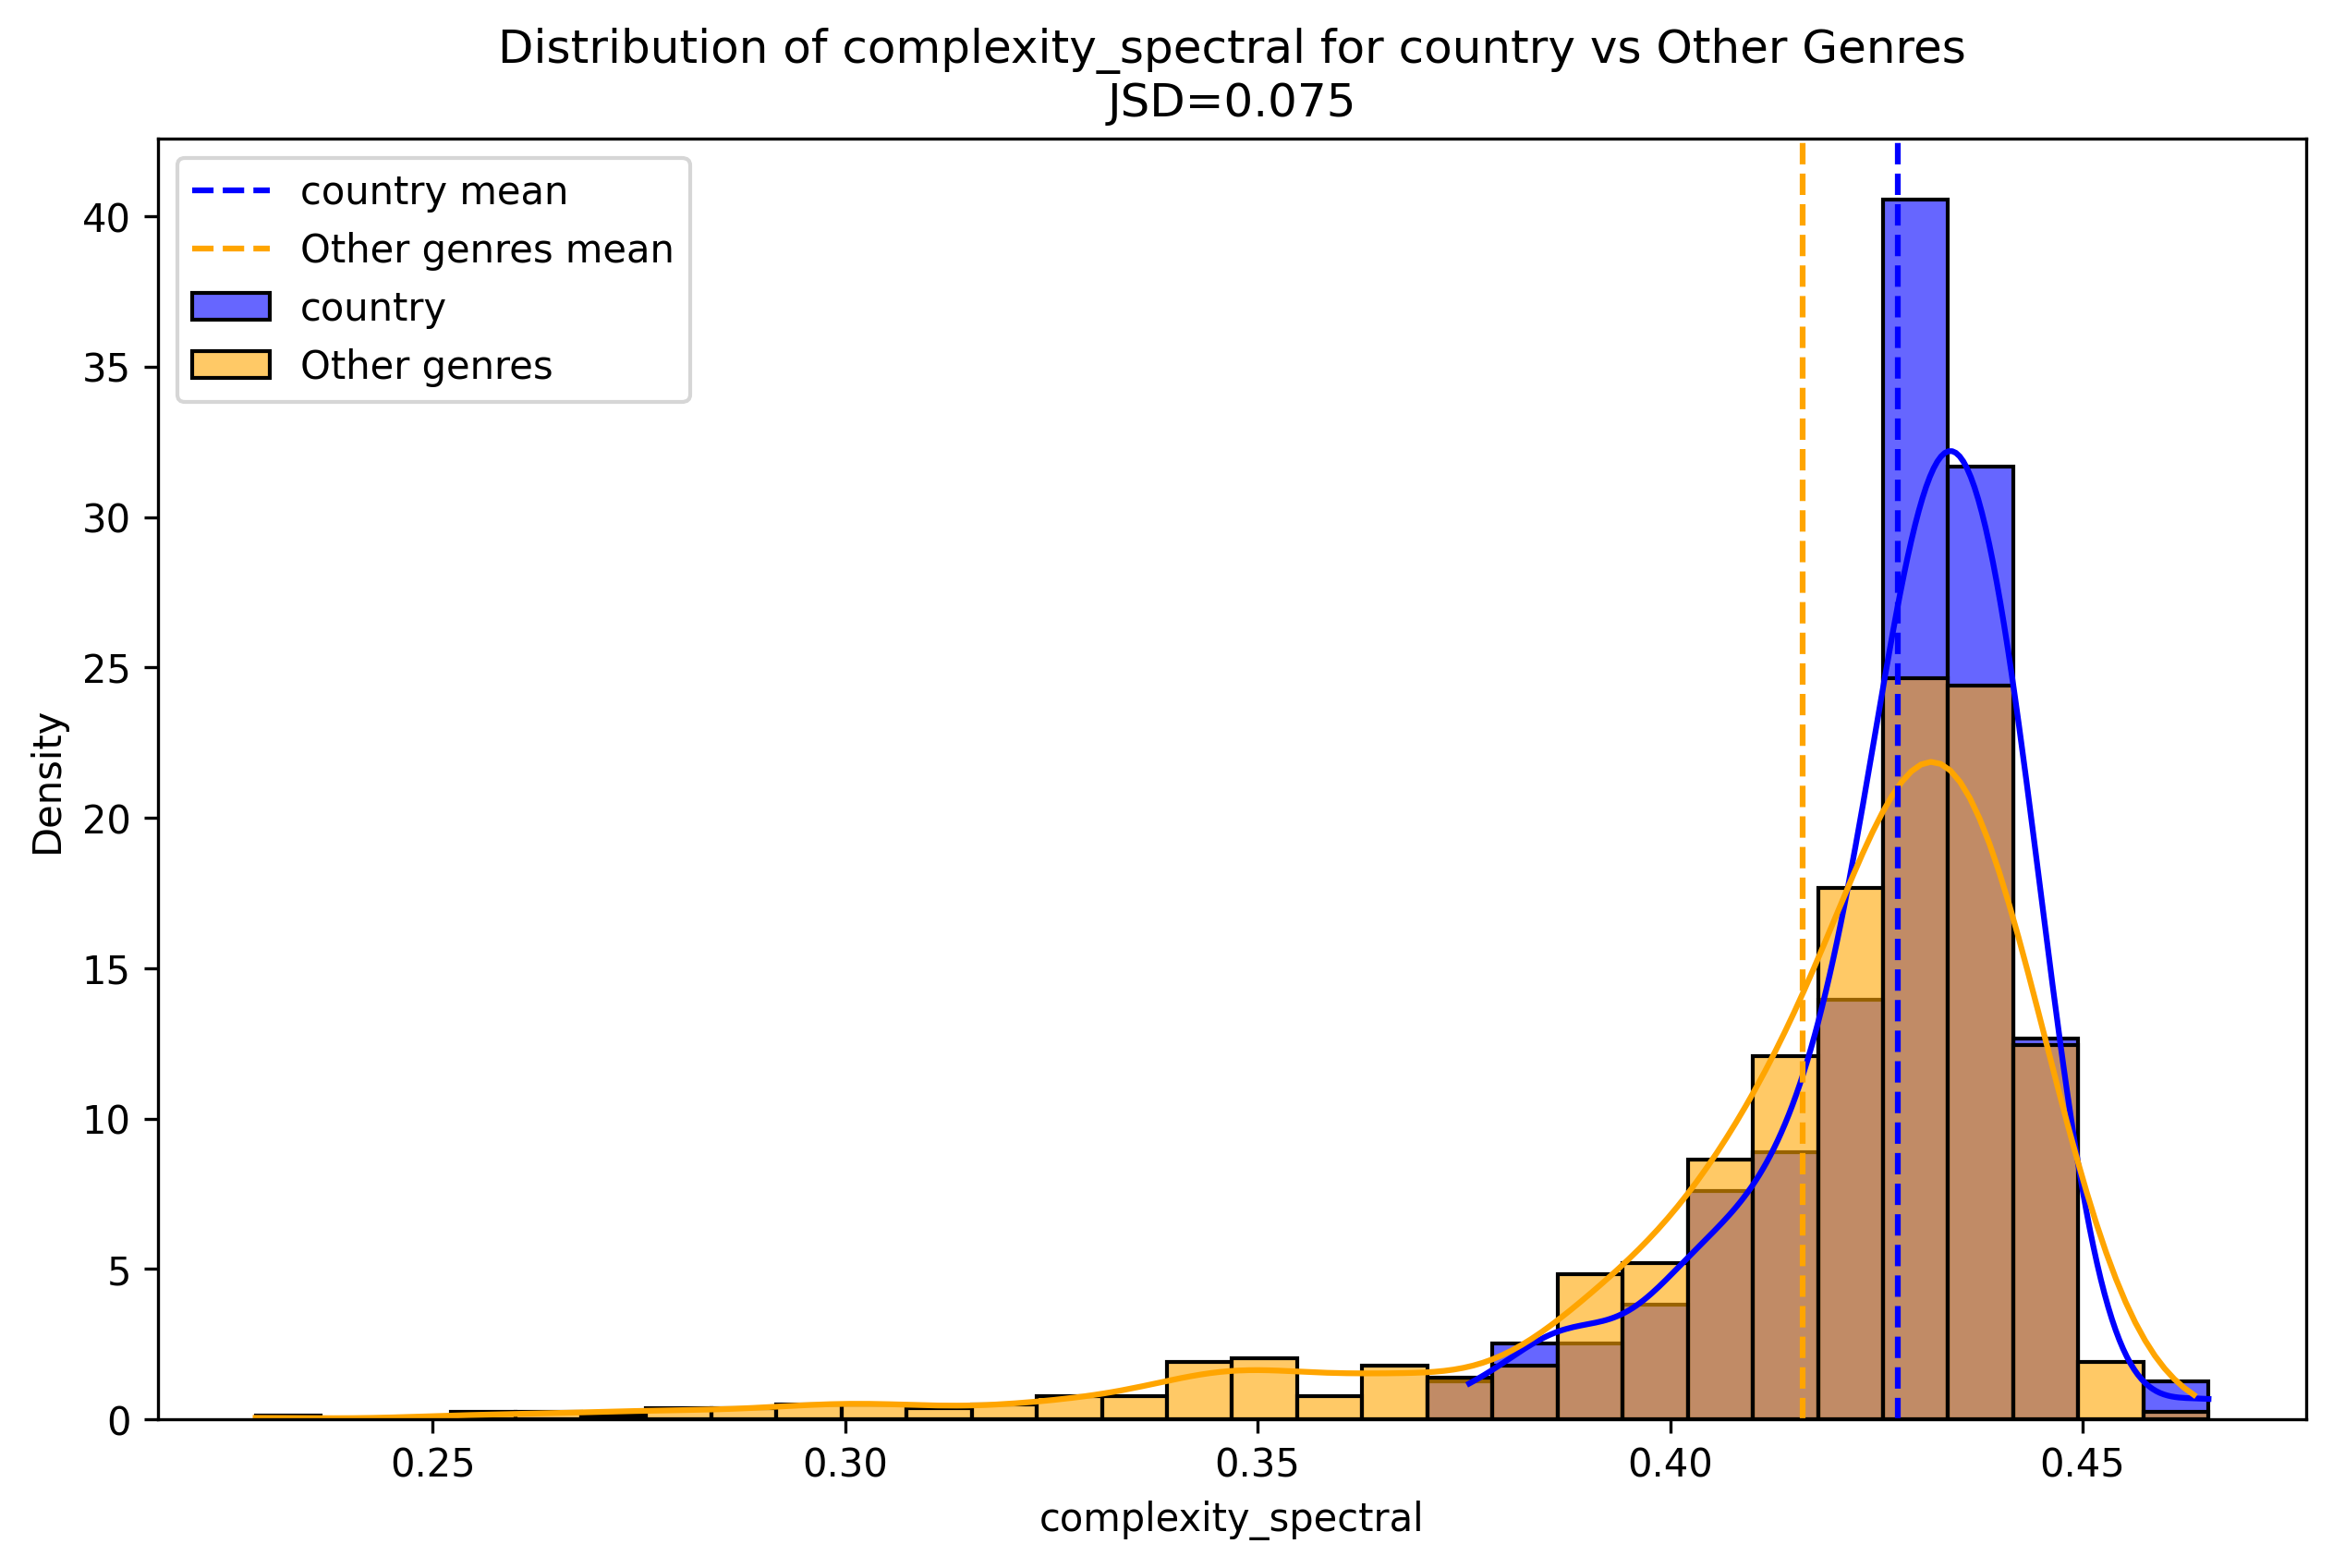 Distribution of complexity_spectral for country vs Other Genres
JSD=0.075
country mean
Other genres mean
country
Other genres
40
35
30
25
20
15
10
5
0
Density
0.25 0.30 0.35 0.40 0.45
complexity_spectral